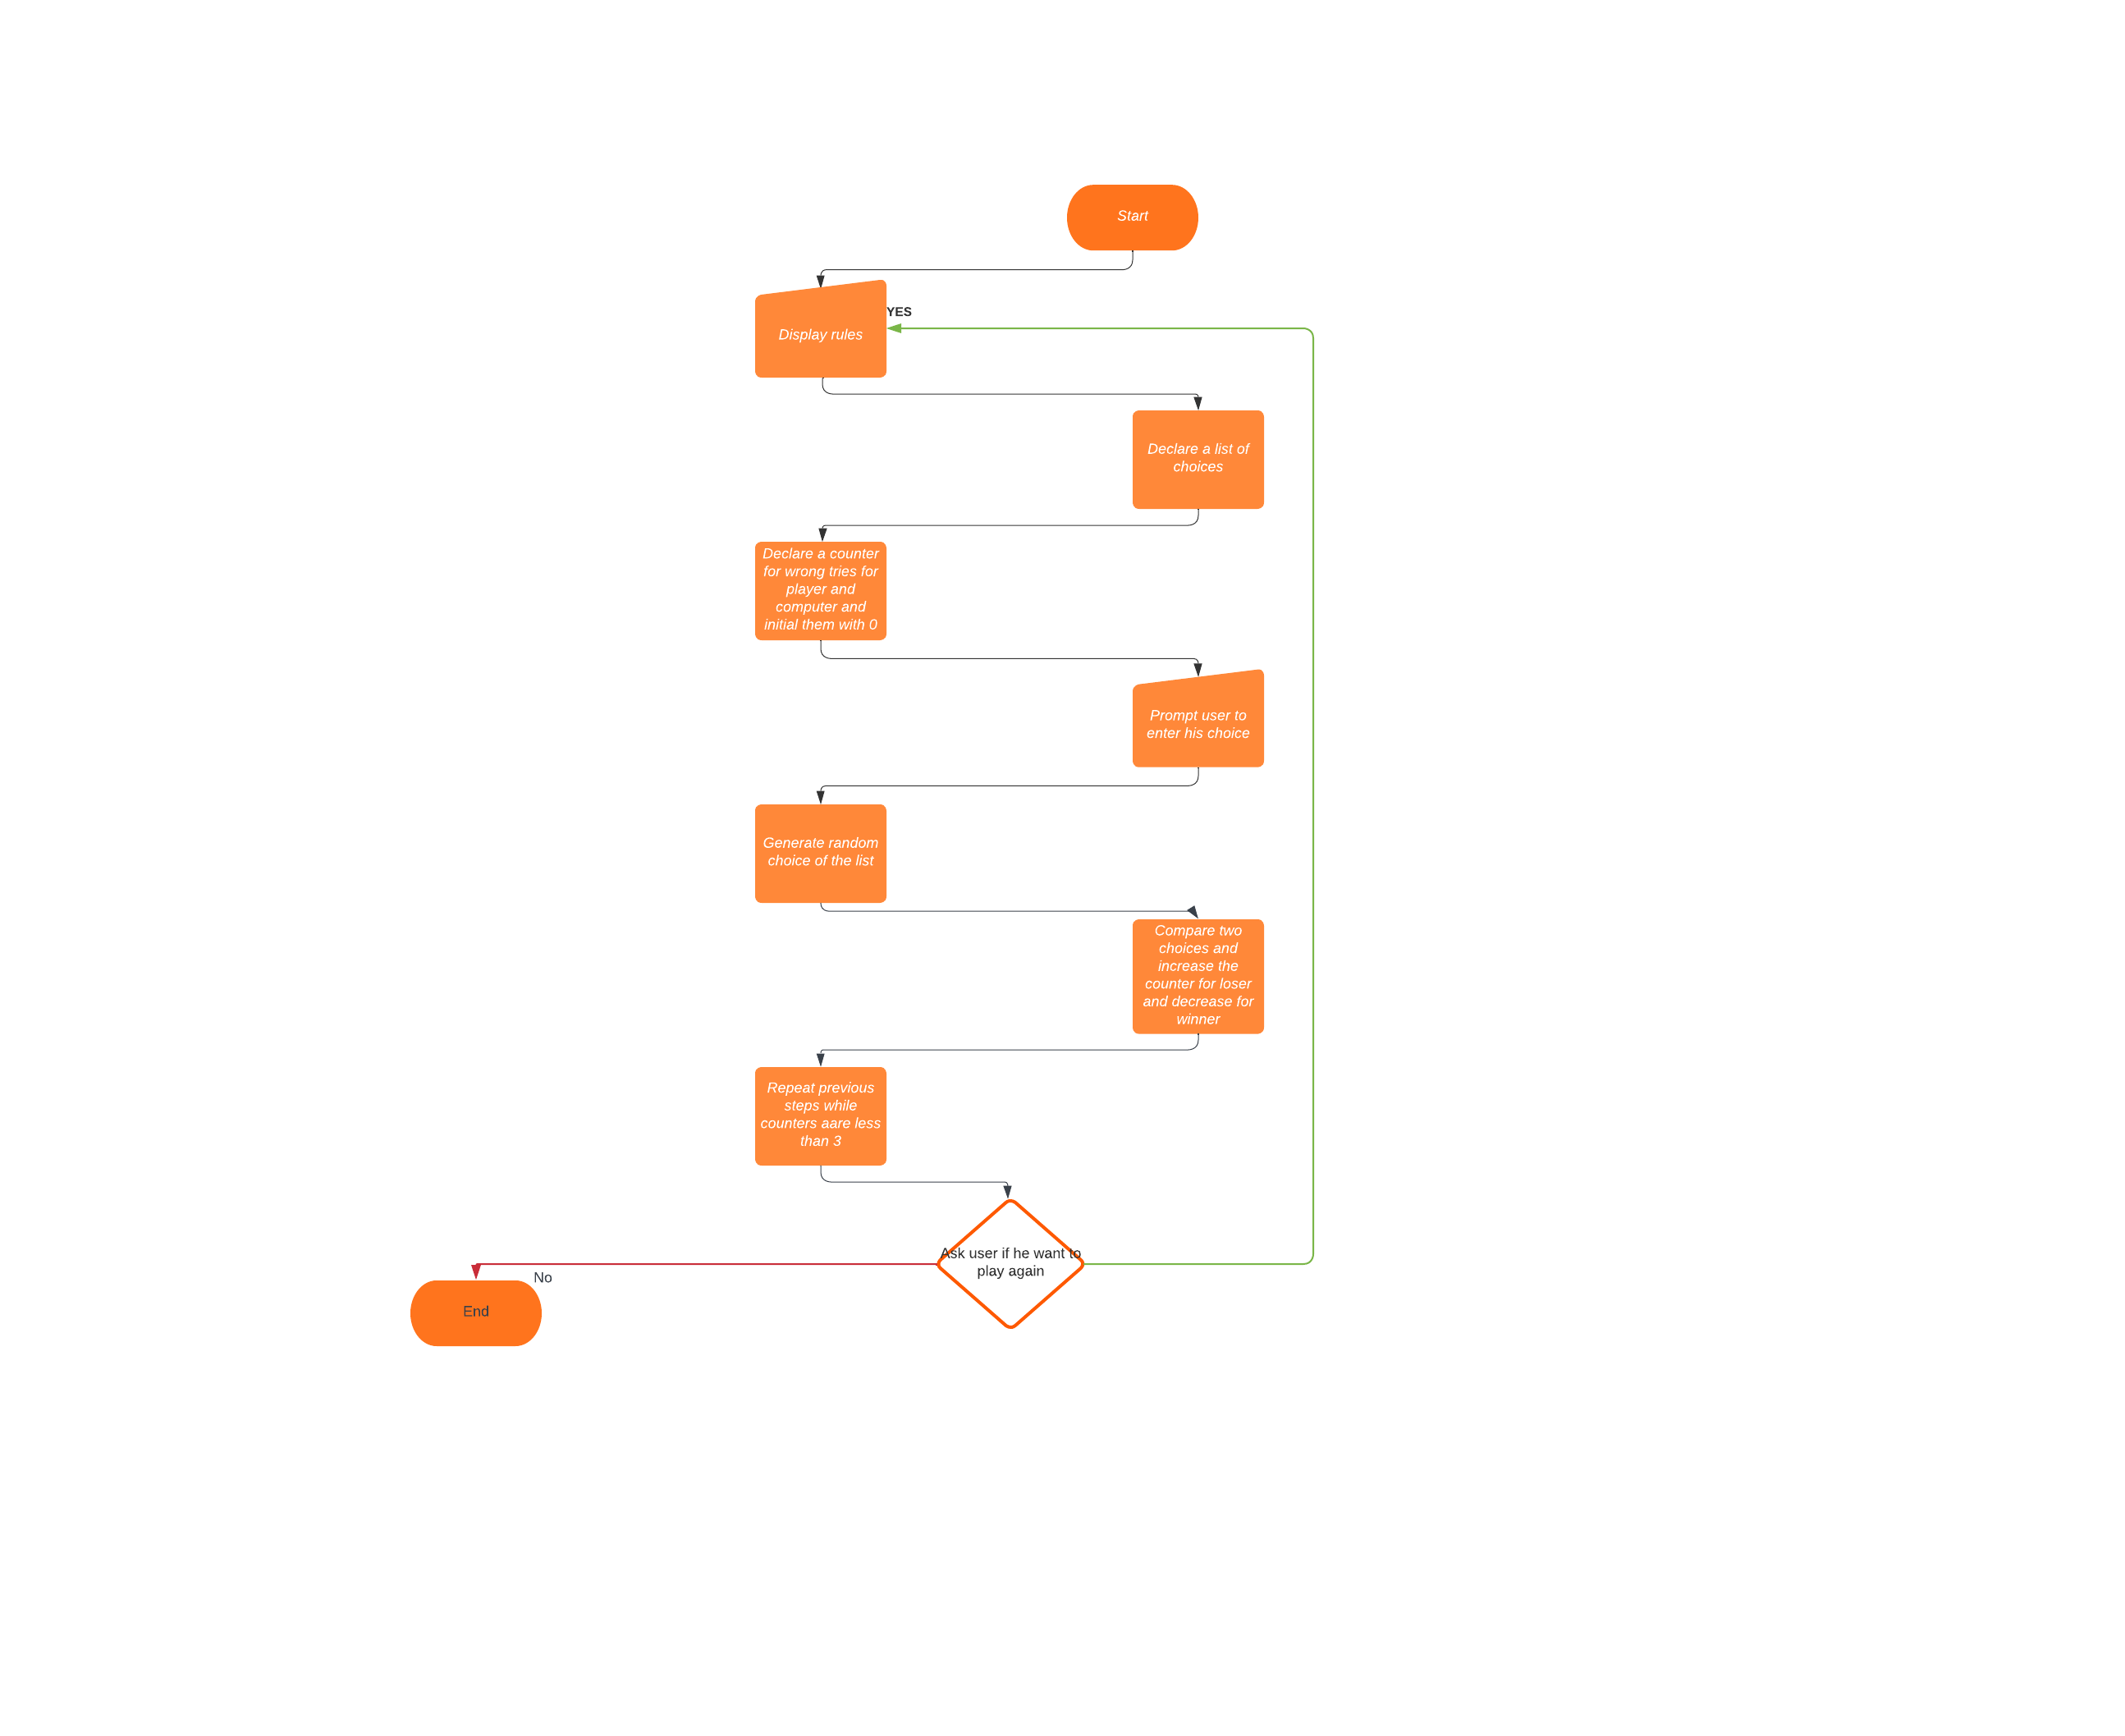 Start
Display rules
YES
Declare a list of
choices
Declare a counter
for wrong tries for
player and
computer and
initial them with 0
Prompt user to
enter his choice
Generate random
choice of the list
Compare two
choices and
increase the
counter for loser
and decrease for
winner
Repeat previous
steps while
counters aare less
than 3
Ask user if he want to
play again
No
End